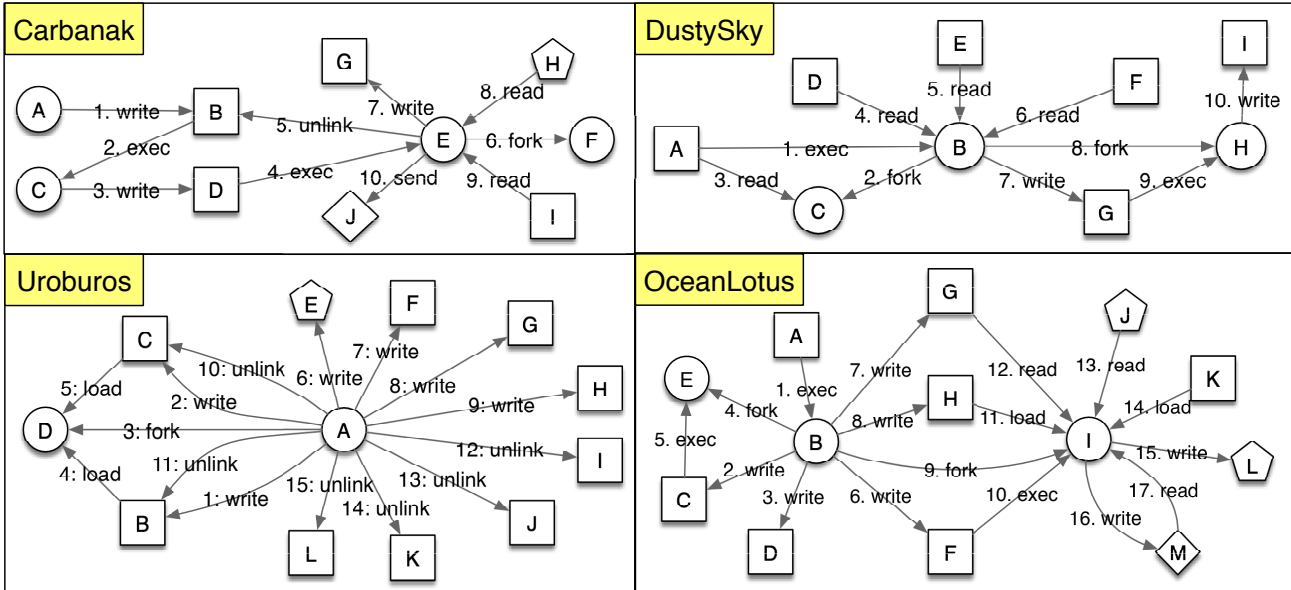 Carbanak
A
B
C
D
E
F
G
H
I
J
1. write
2. exec
3. write
4. exec
5. unlink
6. fork
7. write
8. read
9. read
10. send
DustySky
A
B
C
D
E
F
G
H
I
1. exec
2. fork
3. read
4. read
5. read
6. read
7. write
8. fork
9. exec
10. write
Uroburos
A
B
C
D
E
F
G
H
I
J
K
L
1: write
2: write
3: fork
4: load
5: load
6: write
7: write
8: write
9: write
10: unlink
11: unlink
12: unlink
13: unlink
14: unlink
15: unlink
OceanLotus
A
B
C
D
E
F
G
H
I
J
K
L
M
1. exec
2. write
3. write
4. fork
5. exec
6. write
7. write
8. write
9. fork
10. exec
11. load
12. read
13. read
14. load
15. write
16. write
17. read